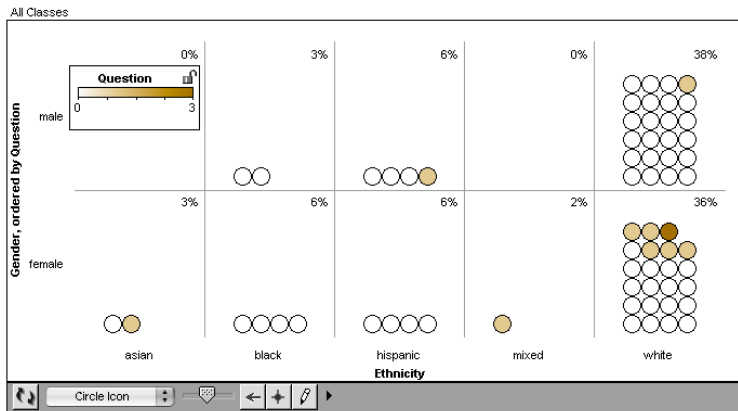 All Classes
0% 3% 6% 0% 38%
Question
0 3
male
3% 6% 6% 2% 36%
female
Gender, ordered by Question
asian black hispanic mixed white
Ethnicity
Circle Icon